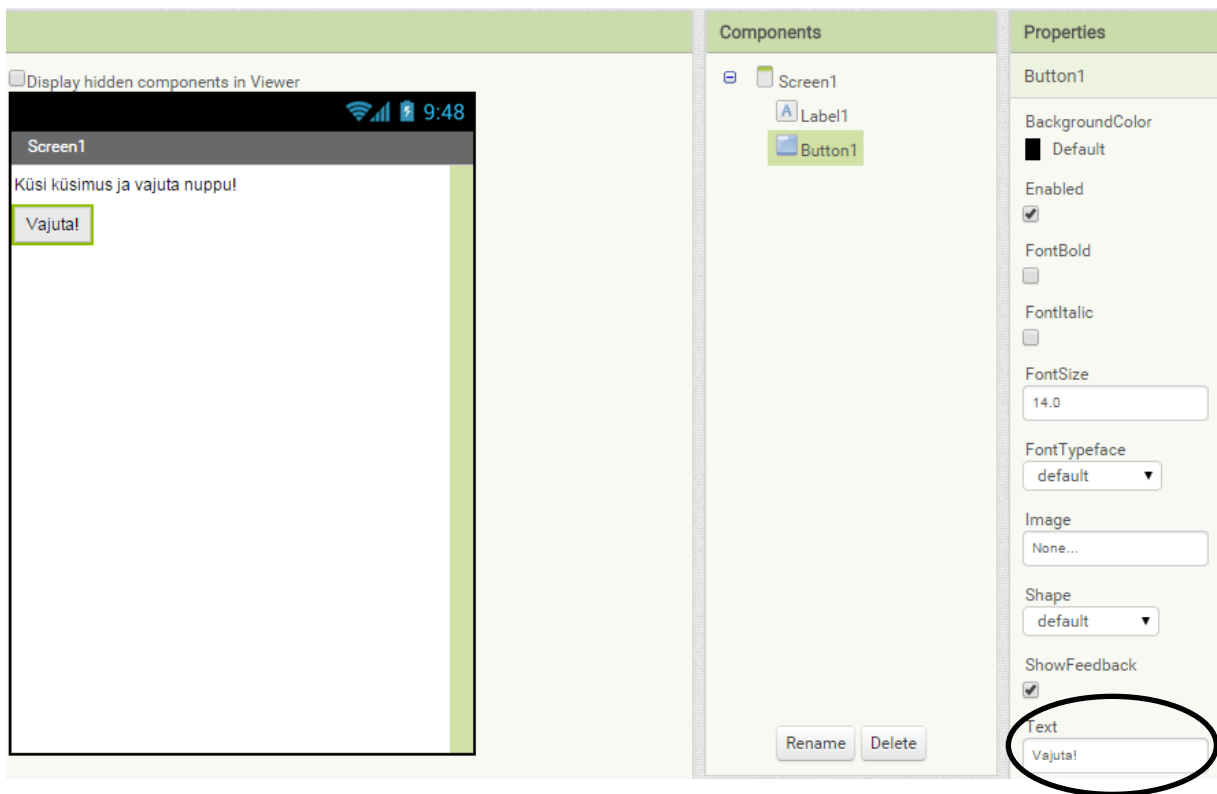 Display hidden components in Viewer
9:48
Screen1
Küsi küsimus ja vajuta nuppu!
Vajuta!
Components
Screen1
A Label1
Button1
Rename Delete
Properties
Button1
BackgroundColor
Default
Enabled
FontBold
FontItalic
FontSize
14.0
FontTypeface
default
Image
None...
Shape
default
ShowFeedback
Text
Vajuta!